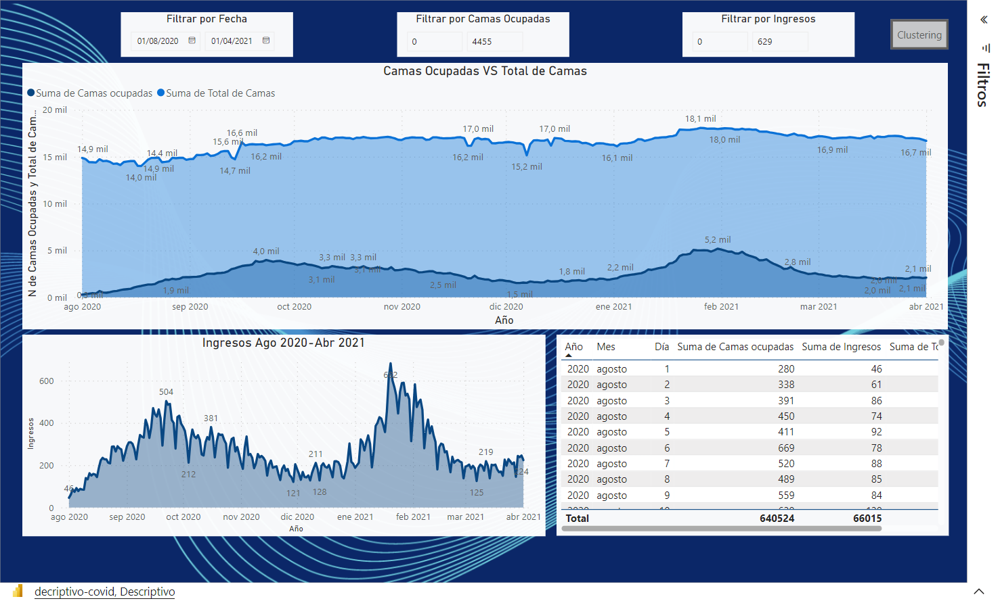 Filtrar por Fecha
01/08/2020
01/04/2021
Filtrar por Camas Ocupadas
0
4455
Filtrar por Ingresos
0
629
Clustering
Filtros
Camas Ocupadas VS Total de Camas
Suma de Camas ocupadas
Suma de Total de Camas
N de Camas Ocupadas y Total de Cam...
20 mil
15 mil
10 mil
5 mil
0 mil
14,9 mil
14,0 mil
14,9 mil
14,4 mil
15,6 mil
14,7 mil
16,6 mil
16,2 mil
16,2 mil
17,0 mil
15,2 mil
17,0 mil
16,1 mil
18,1 mil
18,0 mil
16,9 mil
16,7 mil
1,9 mil
4,0 mil
3,1 mil
3,3 mil
3,3 mil
3,1 mil
2,5 mil
1,5 mil
1,8 mil
2,2 mil
5,2 mil
2,8 mil
2,0 mil
2,0 mil
2,1 mil
2,1 mil
ago 2020
sep 2020
oct 2020
nov 2020
dic 2020
ene 2021
feb 2021
mar 2021
abr 2021
Año
Ingresos Ago 2020-Abr 2021
Ingresos
600
400
200
0
46
504
212
381
121
211
128
125
219
224
ago 2020
sep 2020
oct 2020
nov 2020
dic 2020
ene 2021
feb 2021
mar 2021
abr 2021
Año
Año Mes Día Suma de Camas ocupadas Suma de Ingresos Suma de To
2020 agosto 1 280 46
2020 agosto 2 338 61
2020 agosto 3 391 86
2020 agosto 4 450 74
2020 agosto 5 411 92
2020 agosto 6 669 78
2020 agosto 7 520 88
2020 agosto 8 489 85
2020 agosto 9 559 84
Total 640524 66015
decriptivo-covid, Descriptivo